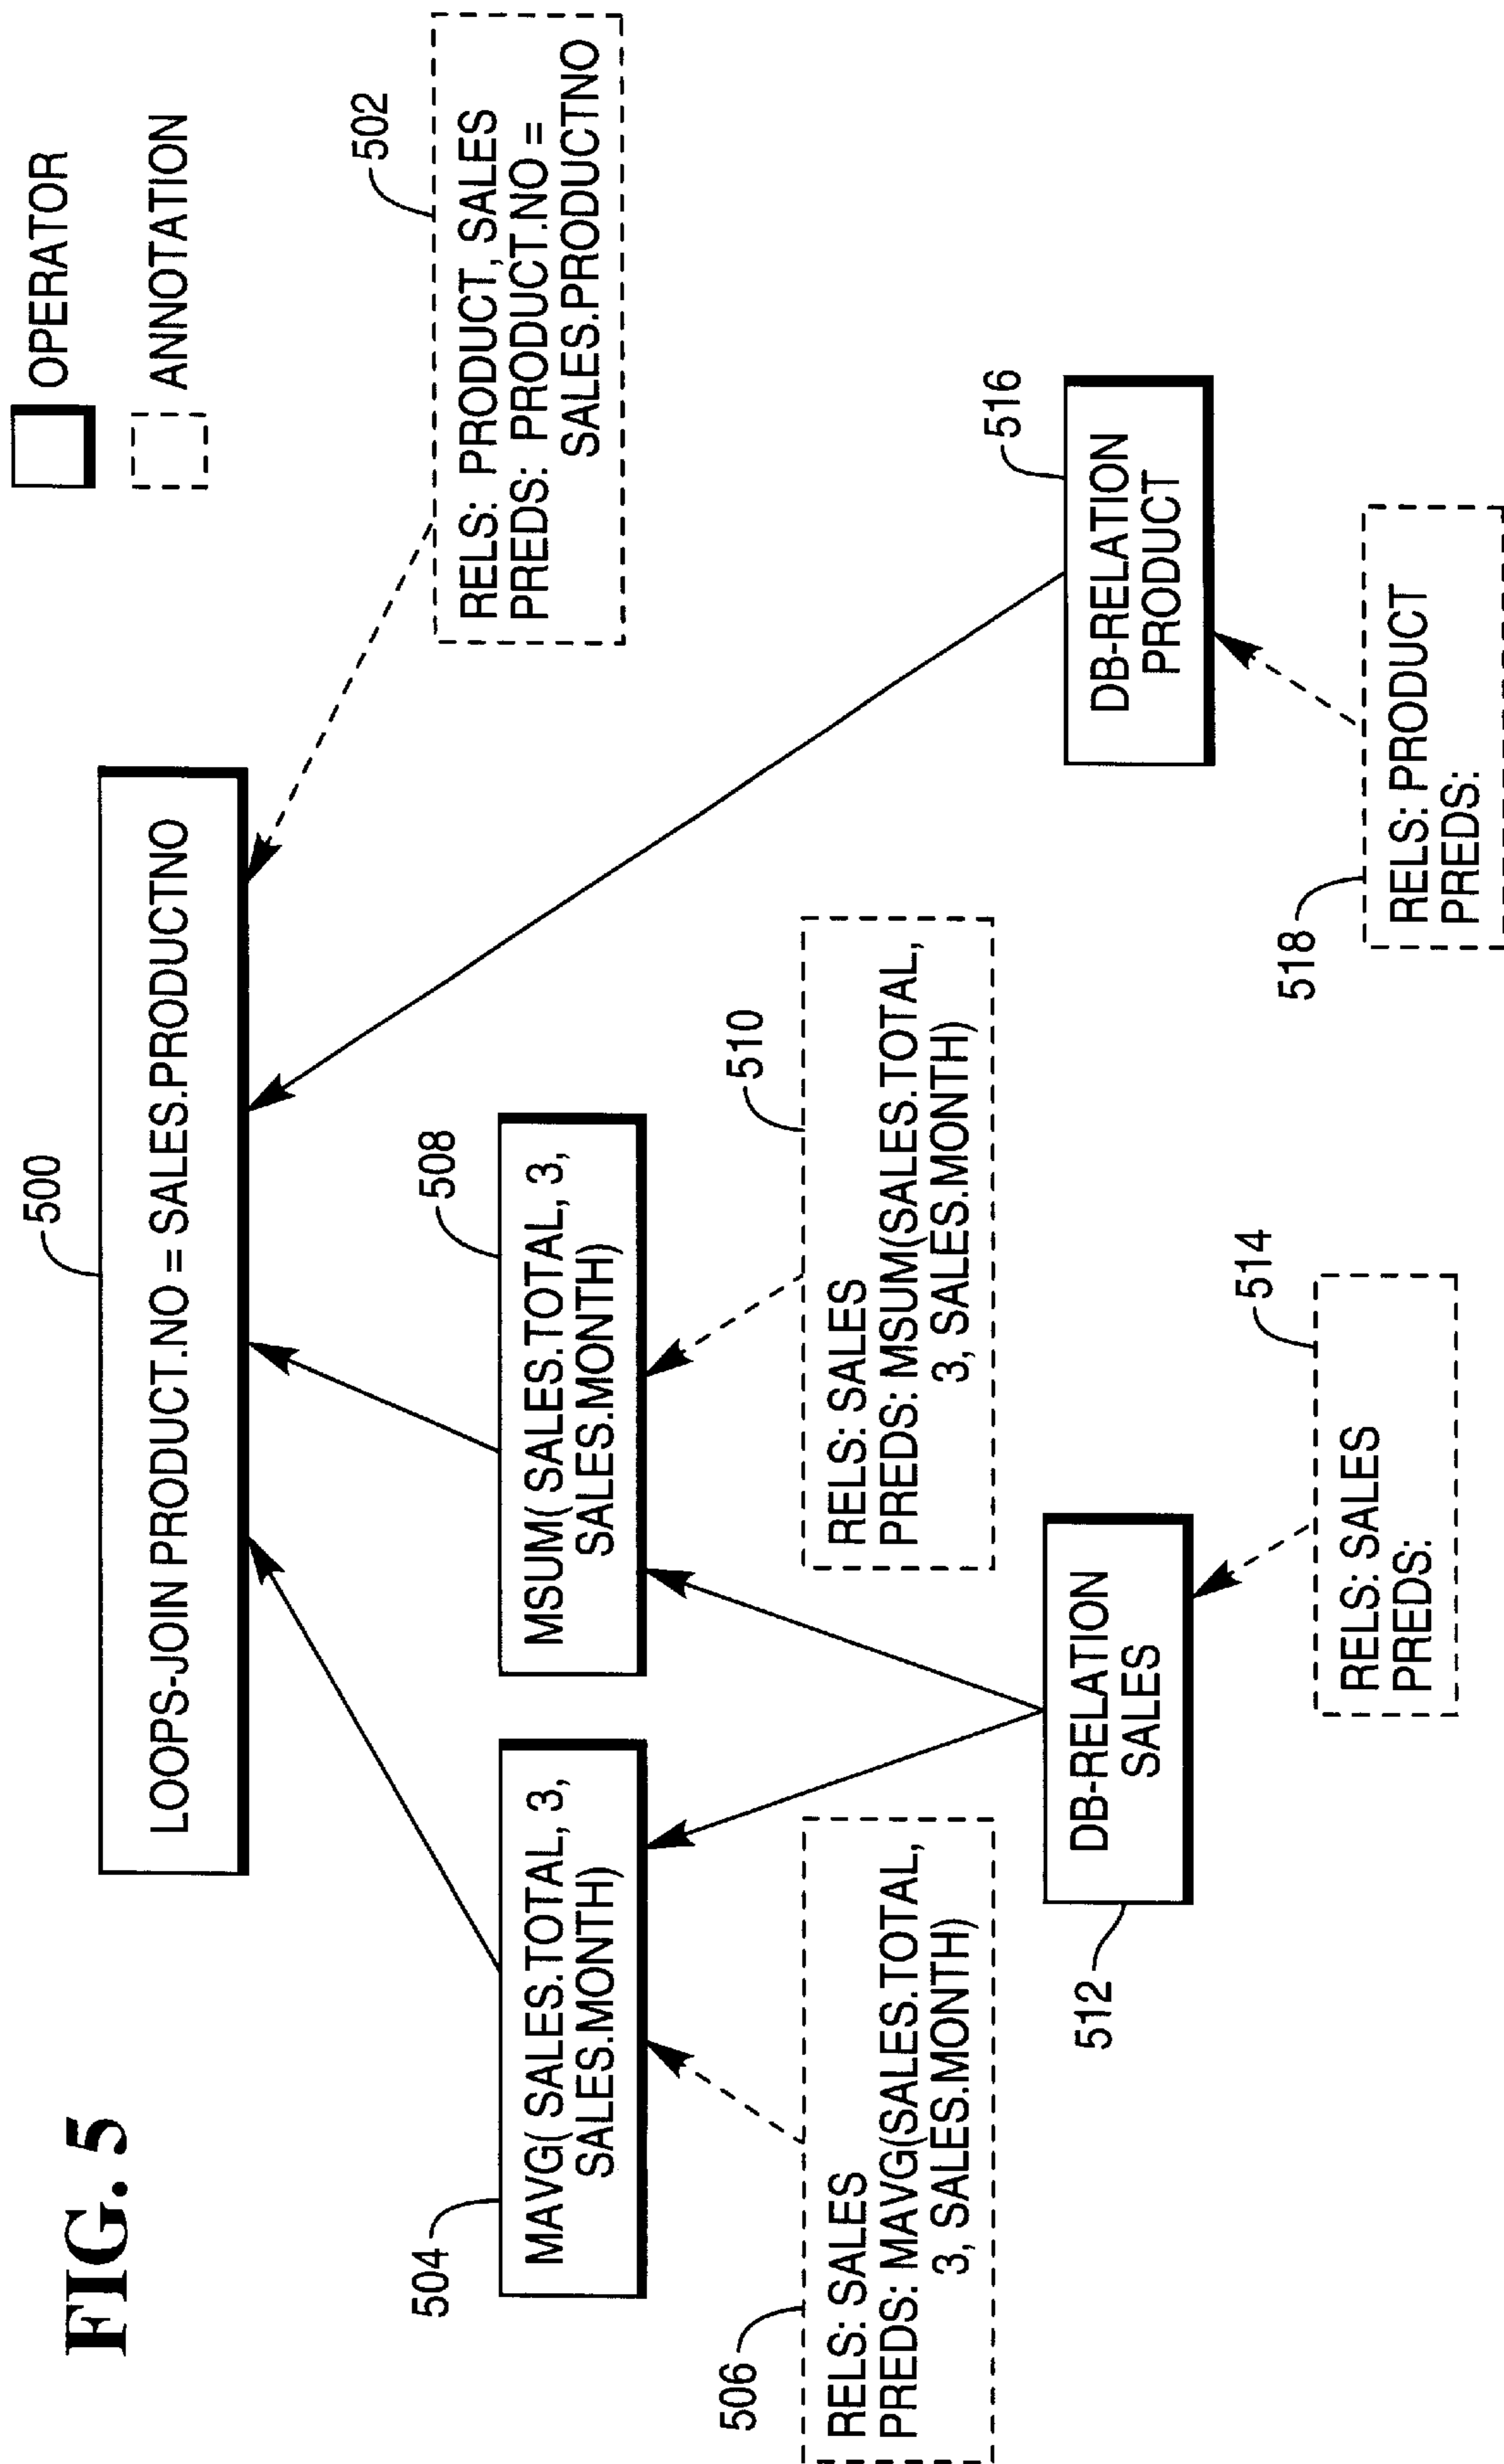 FIG. 5
OPERATOR
ANNOTATION
500
LOOPS-JOIN PRODUCT.NO = SALES.PRODUCTNO
502
RELS: PRODUCT, SALES
PREDS: PRODUCT.NO =
SALES.PRODUCTNO
504
MAVG( SALES.TOTAL, 3,
SALES.MONTH)
508
MSUM( SALES.TOTAL, 3,
SALES.MONTH)
506
RELS: SALES
PREDS: MAVG(SALES.TOTAL,
3, SALES.MONTH)
510
RELS: SALES
PREDS: MSUM(SALES.TOTAL,
3, SALES.MONTH)
512
DB-RELATION
SALES
516
DB-RELATION
PRODUCT
514
RELS: SALES
PREDS:
518
RELS: PRODUCT
PREDS: